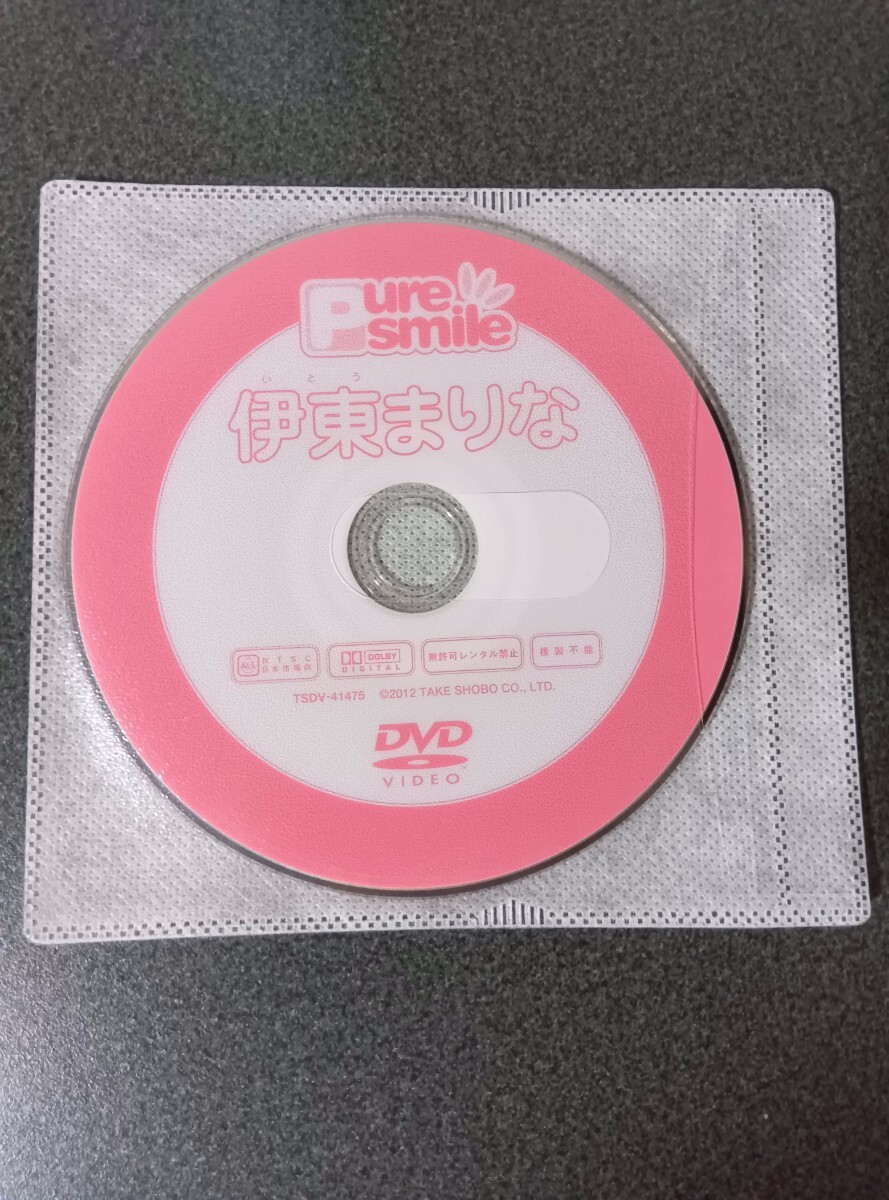 Pure
smile
いとう
伊東まりな
ALL NTSC 日本市場向
DOLBY DIGITAL
無許可レンタル禁止
複製不能
TSDV-41475 ©2012 TAKE SHOBO CO., LTD.
DVD
VIDEO